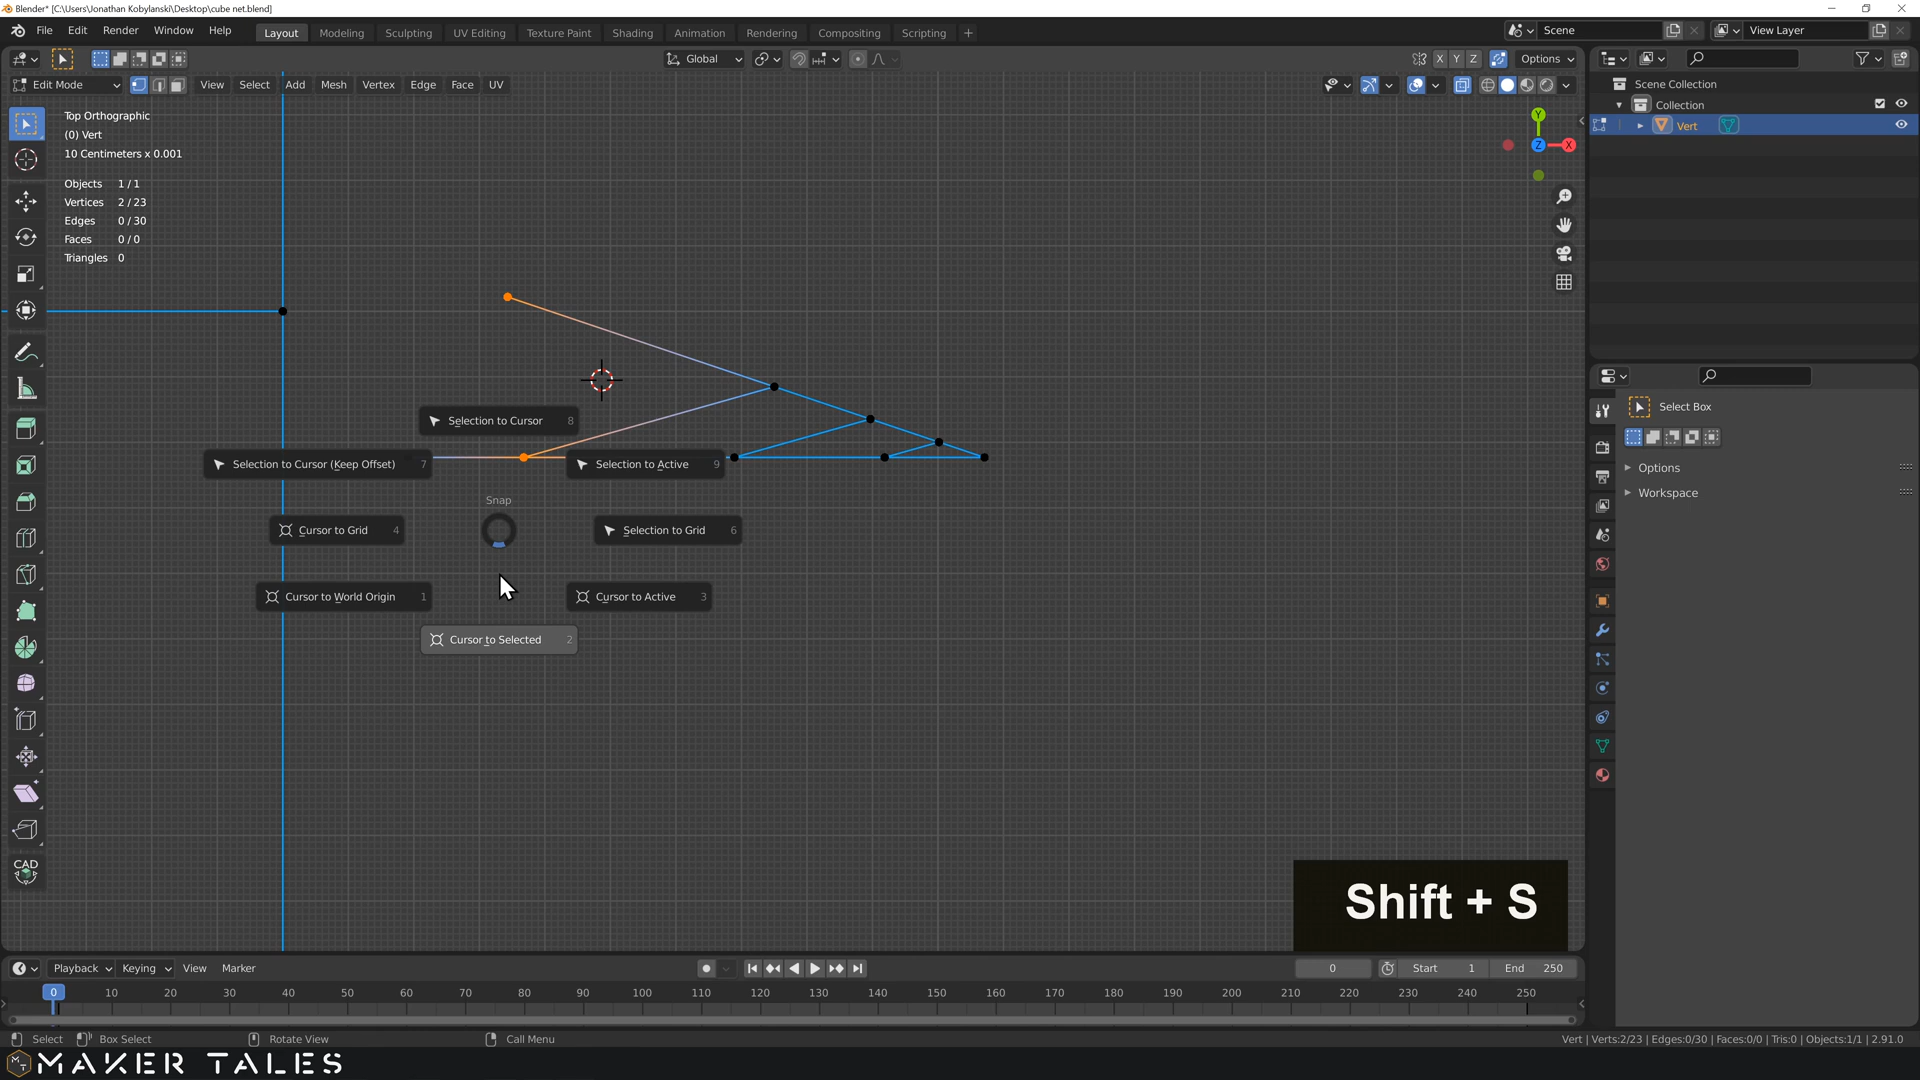 Blender* [C:\Users\Jonathan Kobylanski\Desktop\cube net.blend]
File Edit Render Window Help Layout Modeling Sculpting UV Editing Texture Paint Shading Animation Rendering Compositing Scripting + Scene View Layer
Global X Y Z Options
Edit Mode View Select Add Mesh Vertex Edge Face UV
Scene Collection
Collection
Vert
Top Orthographic
(0) Vert
10 Centimeters x 0.001
Objects 1 / 1
Vertices 2 / 23
Edges 0 / 30
Faces 0 / 0
Triangles 0
Y
Z X
Selection to Cursor 8
Selection to Cursor (Keep Offset) 7
Selection to Active 9
Snap
Cursor to Grid 4
Selection to Grid 6
Cursor to World Origin 1
Cursor to Active 3
Cursor to Selected 2
Select Box
Options
Workspace
CAD
Shift + S
Playback Keying View Marker 0 Start 1 End 250
0 10 20 30 40 50 60 70 80 90 100 110 120 130 140 150 160 170 180 190 200 210 220 230 240 250
Select Box Select Rotate View Call Menu Vert | Verts:2/23 | Edges:0/30 | Faces:0/0 | Tris:0 | Objects:1/1 | 2.91.0
MT MAKER TALES